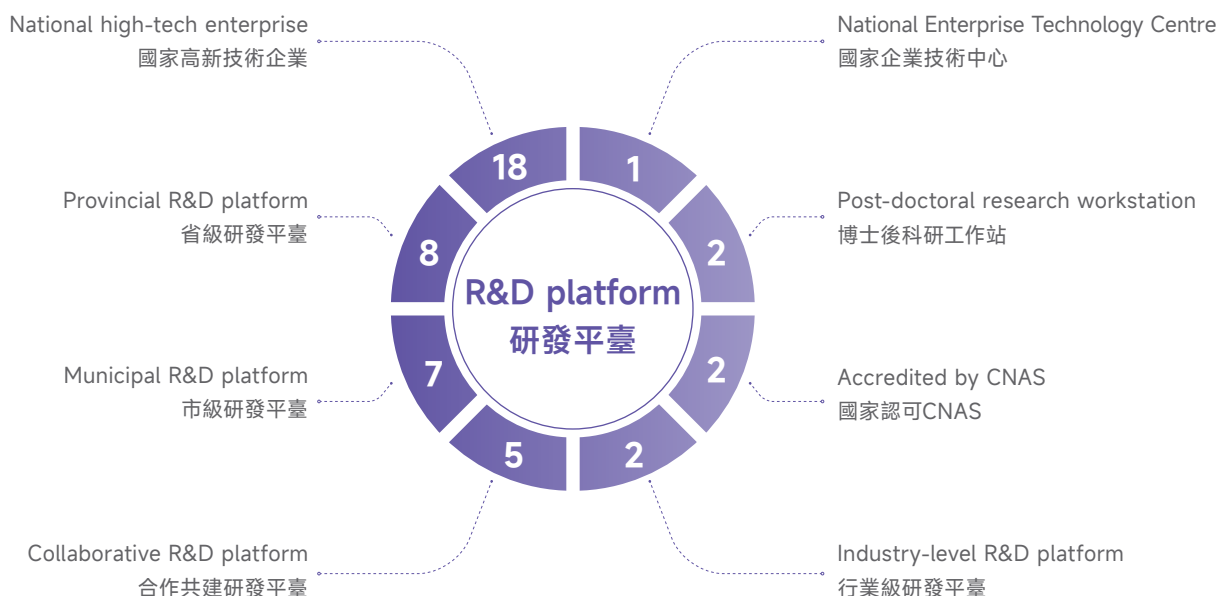 National high-tech enterprise
國家高新技術企業
National Enterprise Technology Centre
國家企業技術中心
18
1
Provincial R&D platform
省級研發平臺
8
2
Post-doctoral research workstation
博士後科研工作站
R&D platform
研發平臺
Municipal R&D platform
市級研發平臺
7
2
Accredited by CNAS
國家認可CNAS
5
2
Collaborative R&D platform
合作共建研發平臺
Industry-level R&D platform
行業級研發平臺